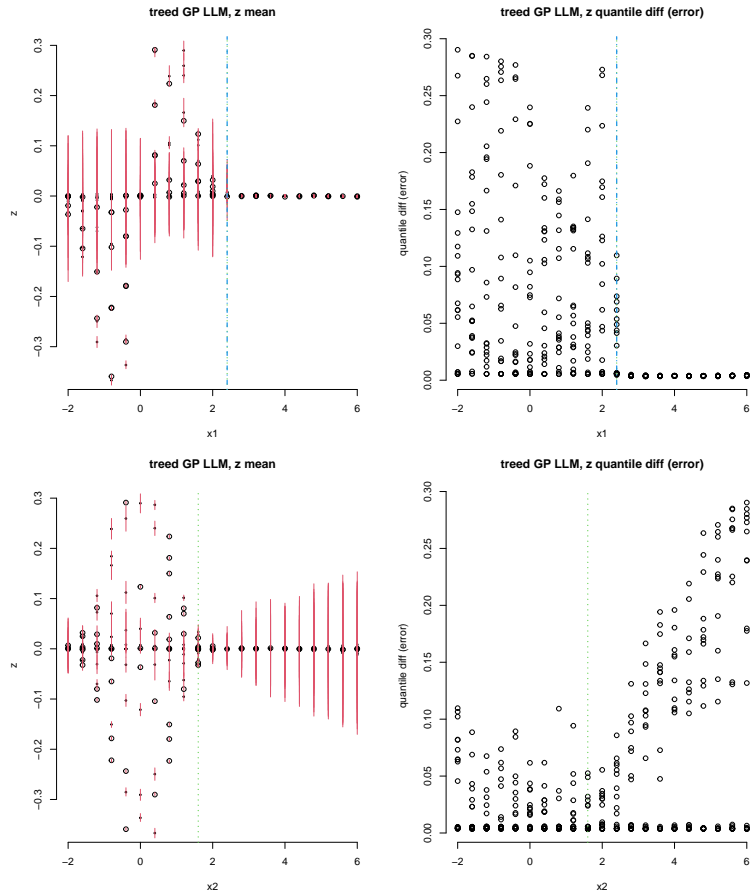 treed GP LLM, z mean
z
0.3
0.2
0.1
0.0
−0.1
−0.2
−0.3
−2 0 2 4 6
x1
treed GP LLM, z quantile diff (error)
quantile diff (error)
0.30
0.25
0.20
0.15
0.10
0.05
0.00
−2 0 2 4 6
x1
treed GP LLM, z mean
z
0.3
0.2
0.1
0.0
−0.1
−0.2
−0.3
−2 0 2 4 6
x2
treed GP LLM, z quantile diff (error)
quantile diff (error)
0.30
0.25
0.20
0.15
0.10
0.05
0.00
−2 0 2 4 6
x2